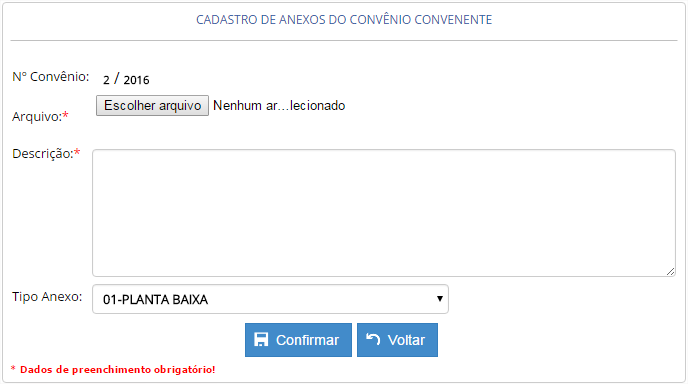 CADASTRO DE ANEXOS DO CONVÊNIO CONVENENTE
Nº Convênio: 2 / 2016
Arquivo:* Escolher arquivo Nenhum ar...lecionado
Descrição:*
Tipo Anexo: 01-PLANTA BAIXA
Confirmar Voltar
* Dados de preenchimento obrigatório!